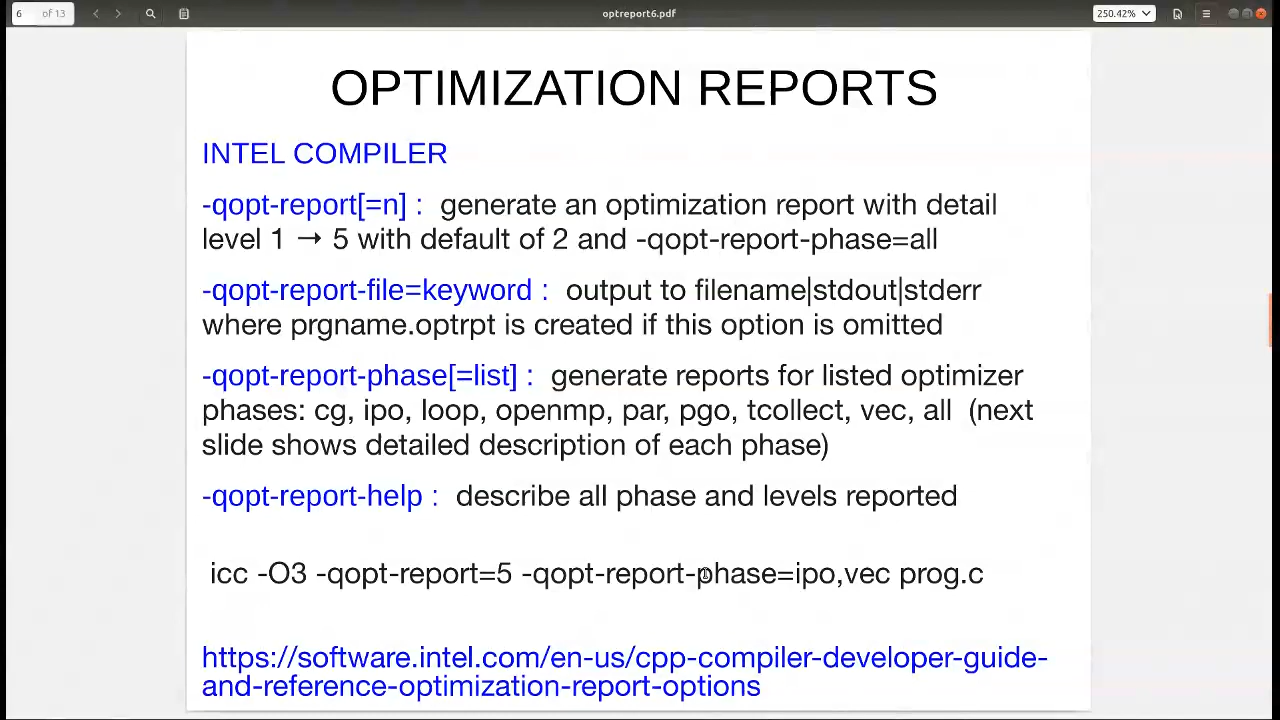 6 of 13 optreport6.pdf 250.42%
OPTIMIZATION REPORTS
INTEL COMPILER
-qopt-report[=n] : generate an optimization report with detail
level 1 → 5 with default of 2 and -qopt-report-phase=all
-qopt-report-file=keyword : output to filename|stdout|stderr
where prgname.optrpt is created if this option is omitted
-qopt-report-phase[=list] : generate reports for listed optimizer
phases: cg, ipo, loop, openmp, par, pgo, tcollect, vec, all (next
slide shows detailed description of each phase)
-qopt-report-help : describe all phase and levels reported
icc -O3 -qopt-report=5 -qopt-report-phase=ipo,vec prog.c
https://software.intel.com/en-us/cpp-compiler-developer-guide-
and-reference-optimization-report-options